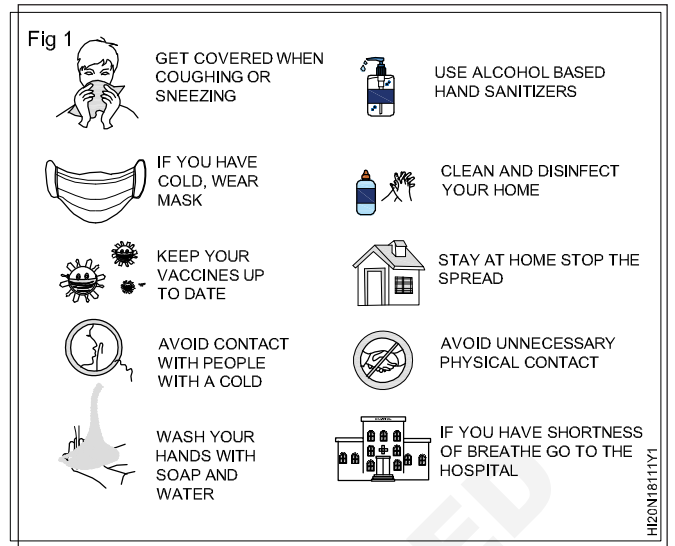 Fig 1
GET COVERED WHEN
COUGHING OR
SNEEZING
USE ALCOHOL BASED
HAND SANITIZERS
IF YOU HAVE
COLD, WEAR
MASK
CLEAN AND DISINFECT
YOUR HOME
KEEP YOUR
VACCINES UP
TO DATE
STAY AT HOME STOP THE
SPREAD
AVOID CONTACT
WITH PEOPLE
WITH A COLD
AVOID UNNECESSARY
PHYSICAL CONTACT
WASH YOUR
HANDS WITH
SOAP AND
WATER
IF YOU HAVE SHORTNESS
OF BREATHE GO TO THE
HOSPITAL
HI20N18111Y1